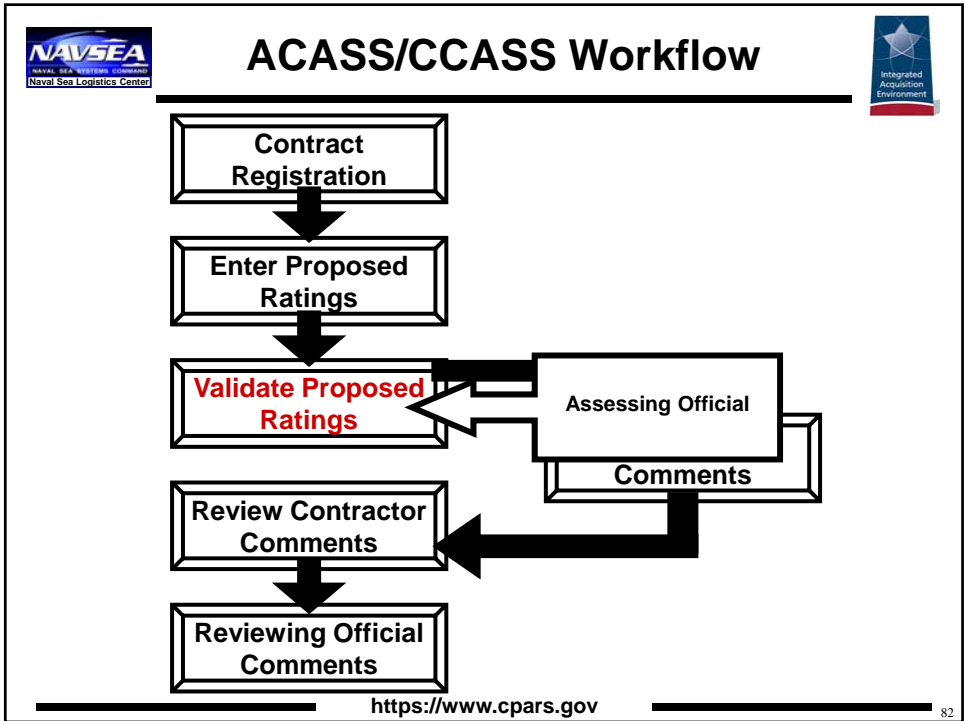 NAVSEA
NAVAL SEA SYSTEMS COMMAND
Naval Sea Logistics Center
ACASS/CCASS Workflow
Integrated
Acquisition
Environment
Contract
Registration
Enter Proposed
Ratings
Validate Proposed
Ratings
Assessing Official
Comments
Review Contractor
Comments
Reviewing Official
Comments
https://www.cpars.gov
82